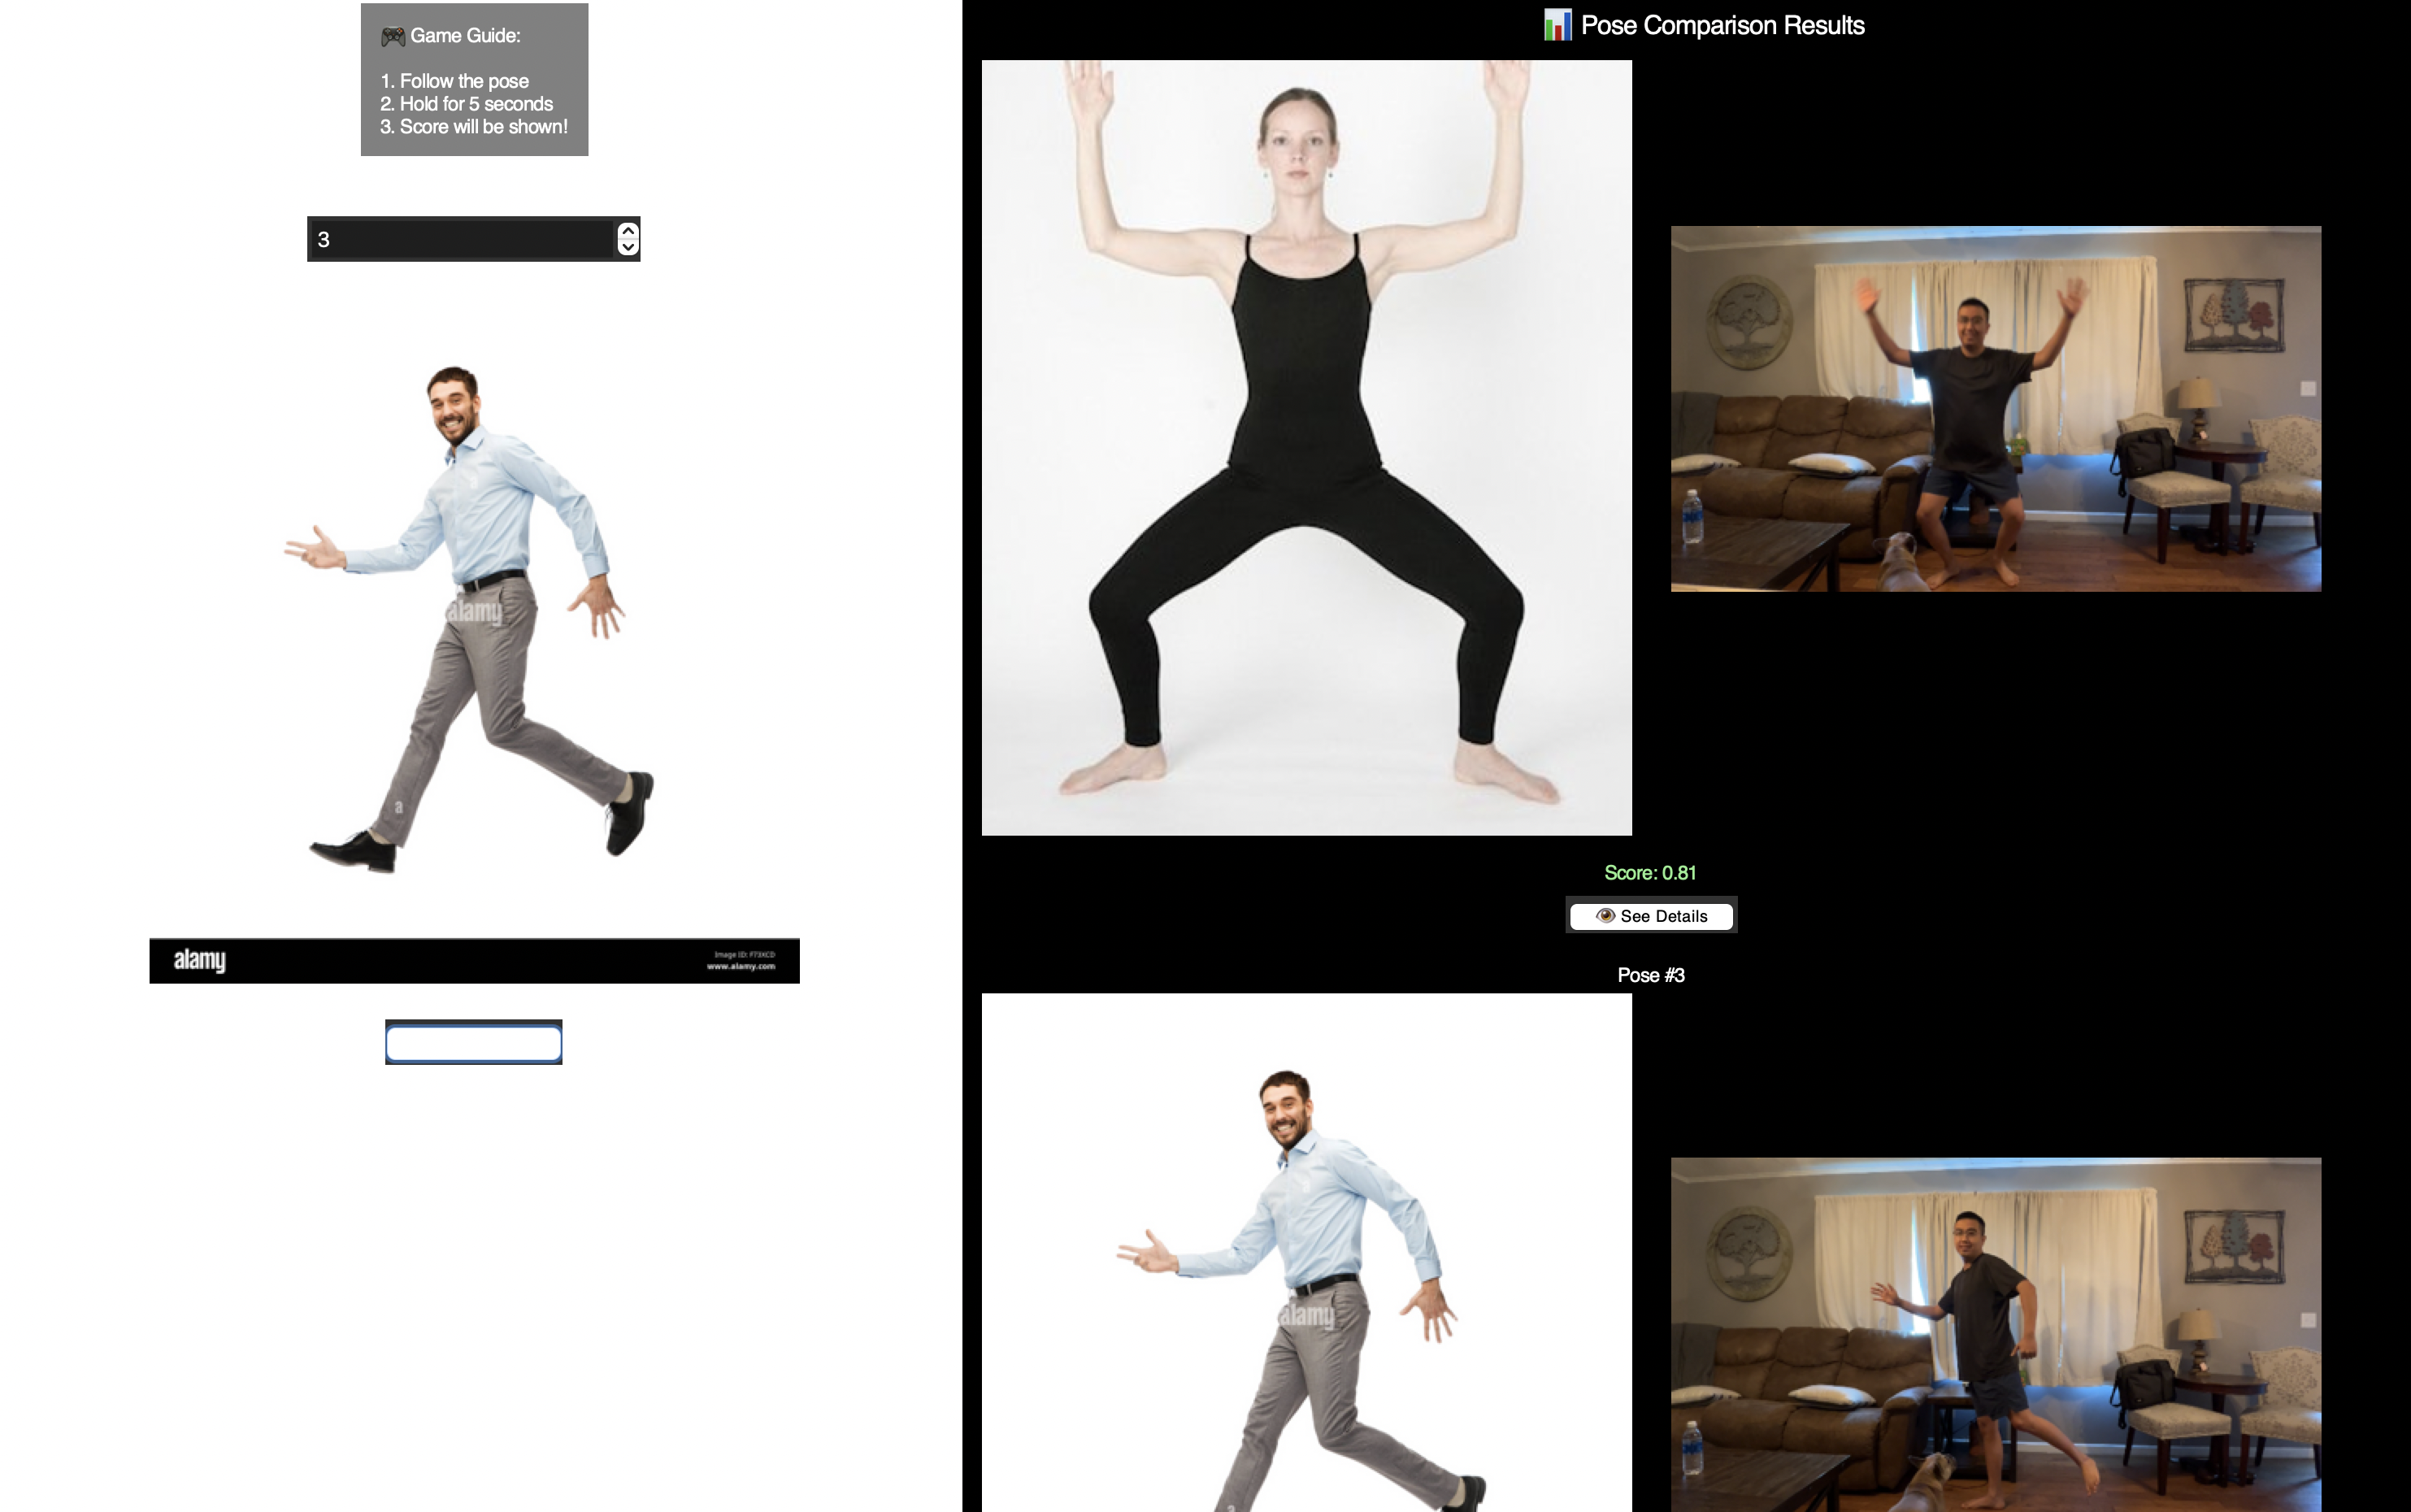 🎮 Game Guide:
1. Follow the pose
2. Hold for 5 seconds
3. Score will be shown!
3
alamy
a
alamy
Image ID: F73XCD
www.alamy.com
📊 Pose Comparison Results
Score: 0.81
👁 See Details
Pose #3
alamy
a